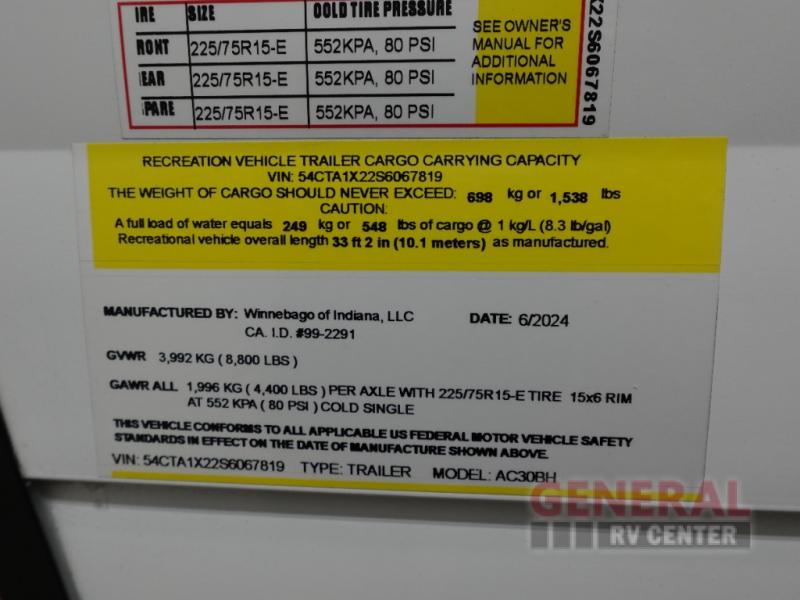 SIZE COLD TIRE PRESSURE
225/75R15-E 552KPA, 80 PSI
225/75R15-E 552KPA, 80 PSI
225/75R15-E 552KPA, 80 PSI
SEE OWNER'S
MANUAL FOR
ADDITIONAL
INFORMATION
X22S6067819
RECREATION VEHICLE TRAILER CARGO CARRYING CAPACITY
VIN: 54CTA1X22S6067819
THE WEIGHT OF CARGO SHOULD NEVER EXCEED: 698 kg or 1,538 lbs
CAUTION:
A full load of water equals 249 kg or 548 lbs of cargo @ 1 kg/L (8.3 lb/gal)
Recreational vehicle overall length 33 ft 2 in (10.1 meters) as manufactured.
MANUFACTURED BY: Winnebago of Indiana, LLC DATE: 6/2024
CA. I.D. #99-2291
GVWR 3,992 KG ( 8,800 LBS )
GAWR ALL 1,996 KG ( 4,400 LBS ) PER AXLE WITH 225/75R15-E TIRE 15x6 RIM
AT 552 KPA ( 80 PSI ) COLD SINGLE
THIS VEHICLE CONFORMS TO ALL APPLICABLE US FEDERAL MOTOR VEHICLE SAFETY
STANDARDS IN EFFECT ON THE DATE OF MANUFACTURE SHOWN ABOVE.
VIN: 54CTA1X22S6067819 TYPE: TRAILER MODEL: AC30BH
GENERAL
RV CENTER